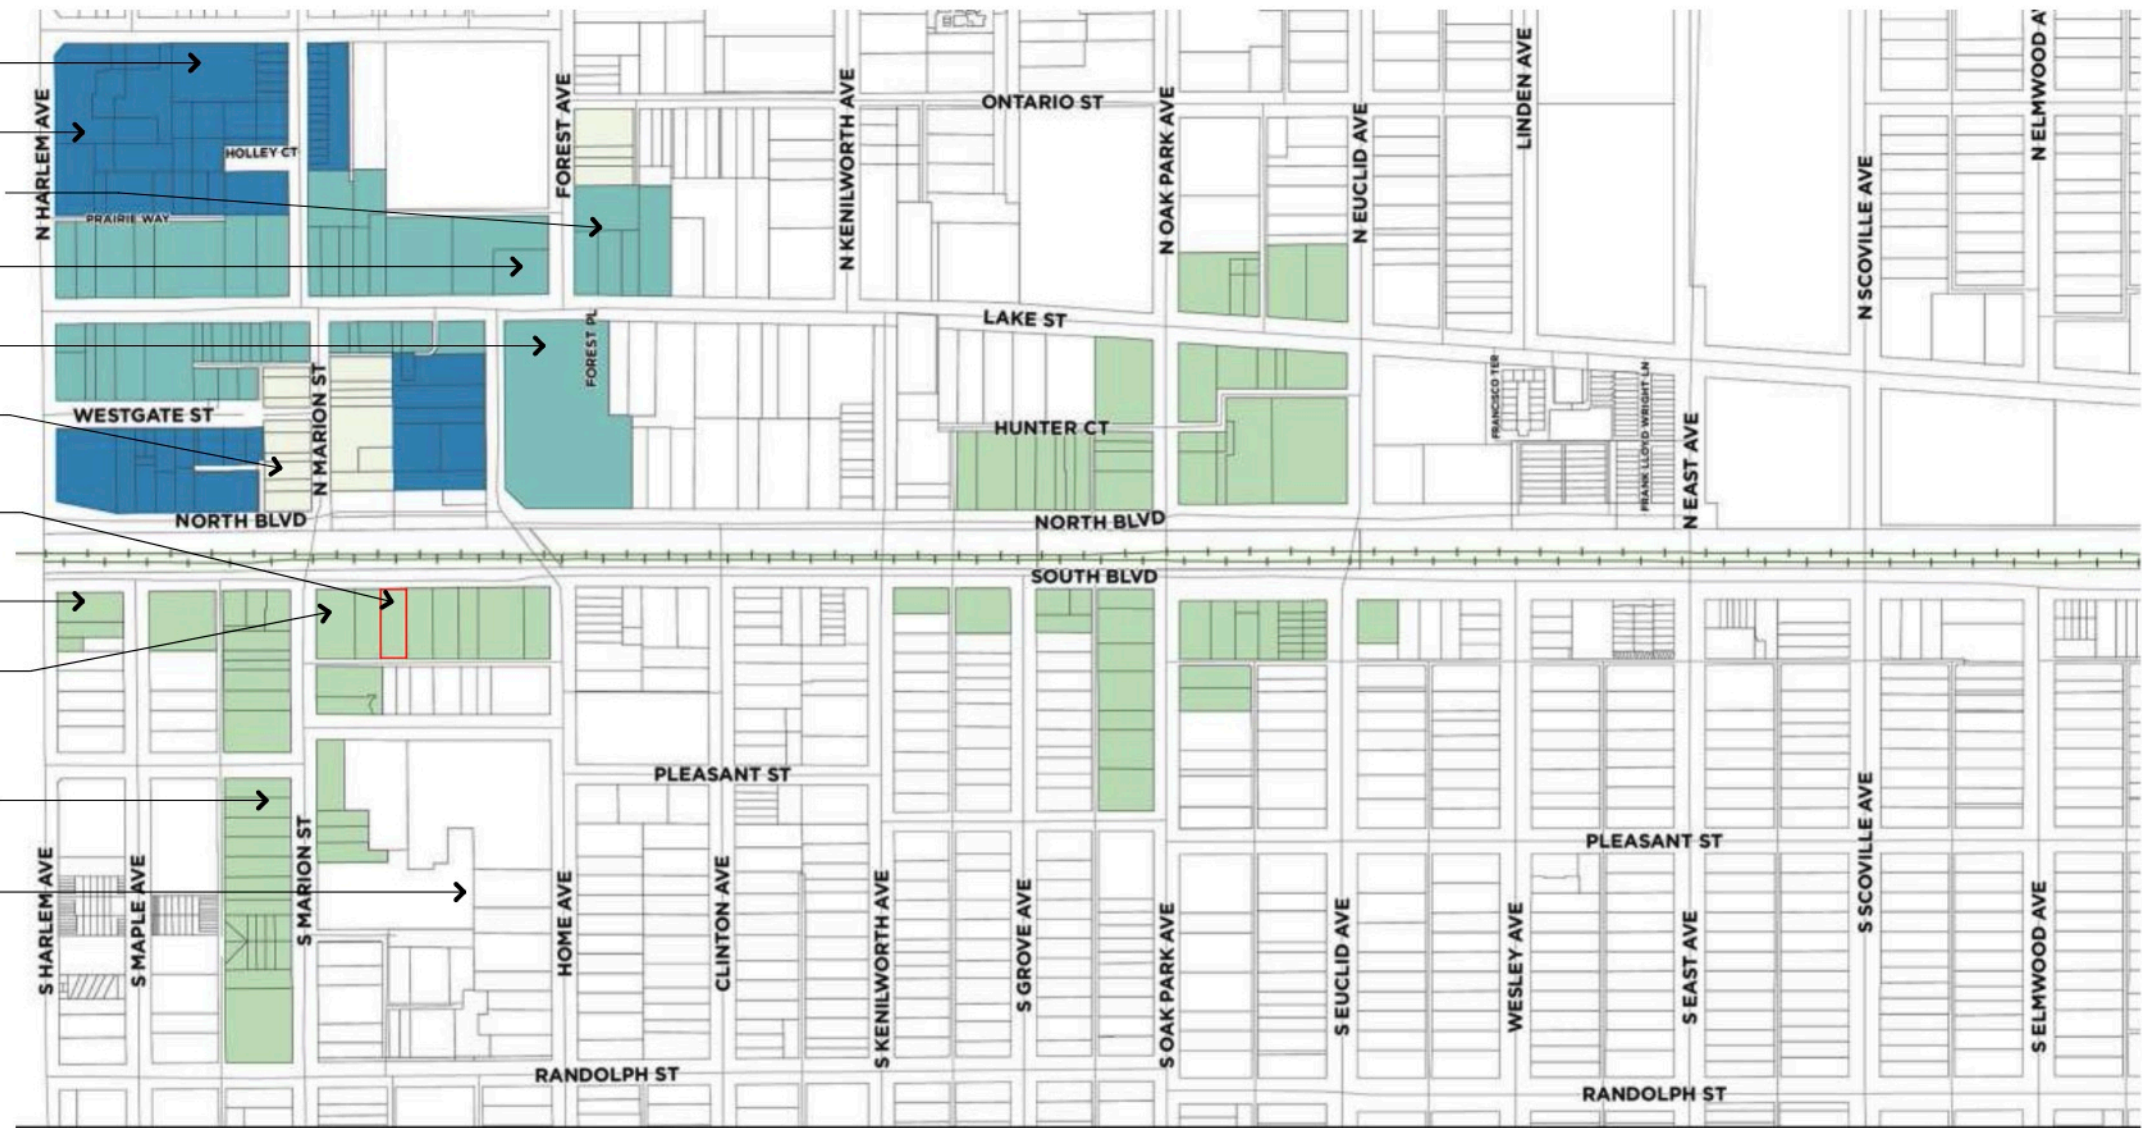 N HARLEM AVE
HOLLEY CT
PRAIRIE WAY
FOREST AVE
N KENILWORTH AVE
ONTARIO ST
N OAK PARK AVE
N EUCLID AVE
LINDEN AVE
N SCOVILLE AVE
N ELMWOOD A
LAKE ST
FOREST PL
WESTGATE ST
N MARION ST
HUNTER CT
FRANCISCO TER
FRANK LLOYD WRIGHT LN
N EAST AVE
NORTH BLVD
NORTH BLVD
SOUTH BLVD
PLEASANT ST
PLEASANT ST
S HARLEM AVE
S MAPLE AVE
S MARION ST
HOME AVE
CLINTON AVE
S KENILWORTH AVE
S GROVE AVE
S OAK PARK AVE
S EUCLID AVE
WESLEY AVE
S EAST AVE
S SCOVILLE AVE
S ELMWOOD AVE
RANDOLPH ST
RANDOLPH ST